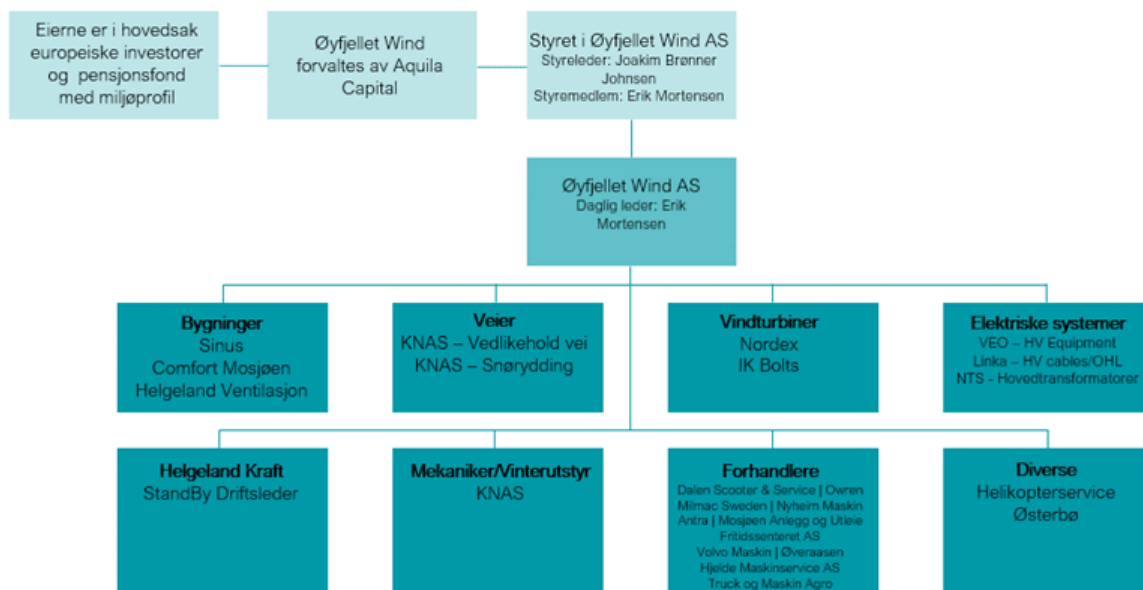 Eierne er i hovedsak
europeiske investorer
og pensjonsfond
med miljøprofil
Øyfjellet Wind
forvaltes av Aquila
Capital
Styret i Øyfjellet Wind AS
Styreleder: Joakim Brønner
Johnsen
Styremedlem: Erik Mortensen
Øyfjellet Wind AS
Daglig leder: Erik
Mortensen
Bygninger
Sinus
Comfort Mosjøen
Helgeland Ventilasjon
Veier
KNAS – Vedlikehold vei
KNAS – Snørydding
Vindturbiner
Nordex
IK Bolts
Elektriske systemer
VEO – HV Equipment
Linka – HV cables/OHL
NTS - Hovedtransformatorer
Helgeland Kraft
StandBy Driftsleder
Mekaniker/Vinterutstyr
KNAS
Forhandlere
Dalen Scooter & Service | Owren
Milmac Sweden | Nyheim Maskin
Antra | Mosjøen Anlegg og Utleie
Fritidssenteret AS
Volvo Maskin | Øveraasen
Hjelde Maskinservice AS
Truck og Maskin Agro
Diverse
Helikopterservice
Østerbø